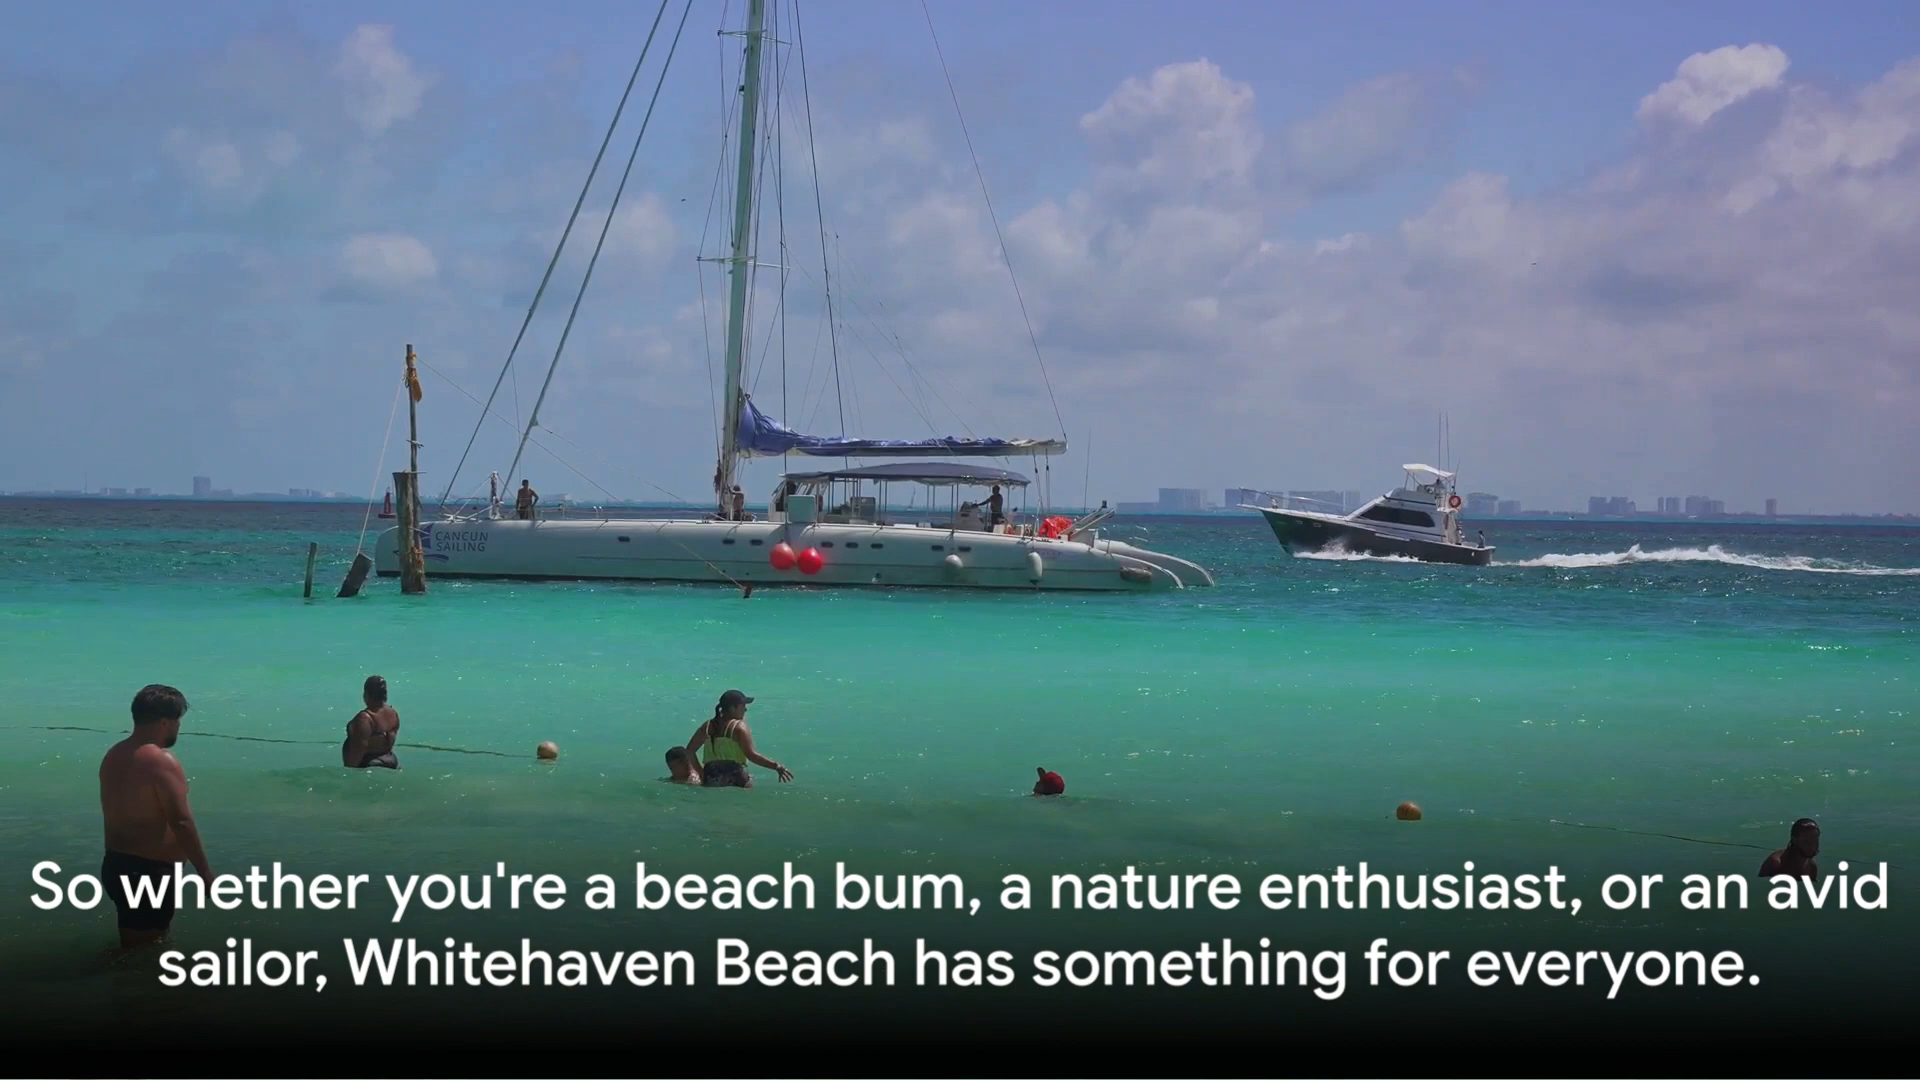 CANCUN
SAILING
So whether you're a beach bum, a nature enthusiast, or an avid
sailor, Whitehaven Beach has something for everyone.